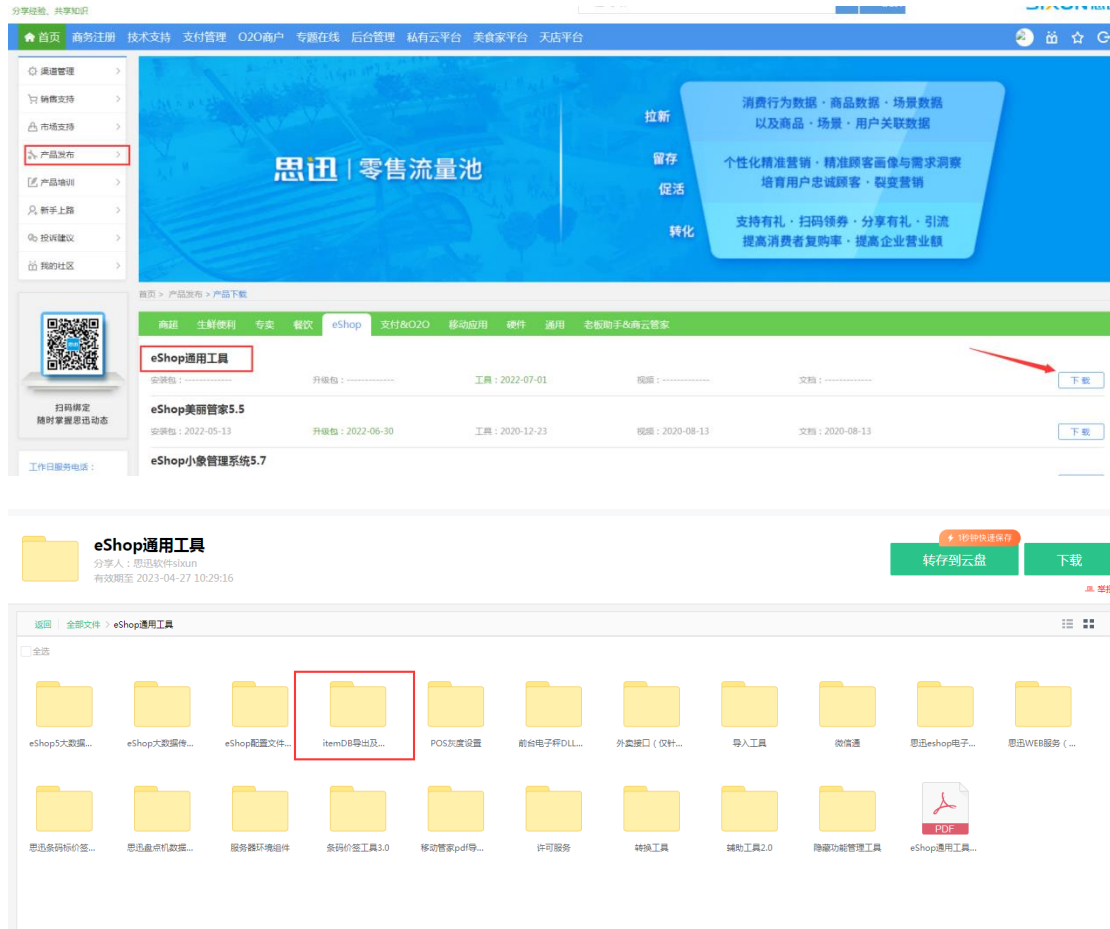 分享经验、共享知识
首页 商务注册 技术支持 支付管理 O2O商户 专题在线 后台管理 私有云平台 美食家平台 天店平台
渠道管理
销售支持
市场支持
产品发布
产品培训
新手上路
投诉建议
我的社区
思迅 | 零售流量池
拉新
留存
促活
转化
消费行为数据 · 商品数据 · 场景数据
以及商品 · 场景 · 用户关联数据
个性化精准营销 · 精准顾客画像与需求洞察
培育用户忠诚顾客 · 裂变营销
支持有礼 · 扫码领券 · 分享有礼 · 引流
提高消费者复购率 · 提高企业营业额
首页 > 产品发布 > 产品下载
商超 生鲜便利 专卖 餐饮 eShop 支付&O2O 移动应用 硬件 通用 老板助手&商云管家
eShop通用工具
安装包：------------- 升级包：------------- 工具：2022-07-01 视频：------------- 文档：------------- 下载
eShop美丽管家5.5
安装包：2022-05-13 升级包：2022-06-30 工具：2020-12-23 视频：2020-08-13 文档：2020-08-13 下载
eShop小象管理系统5.7
思迅
扫码绑定
随时掌握思迅动态
工作日服务电话：
eShop通用工具
分享人：思迅软件sixun
有效期至 2023-04-27 10:29:16
1秒钟快速保存
转存到云盘 下载
举报
返回 | 全部文件 > eShop通用工具
全选
eShop5大数据... eShop大数据传... eShop配置文件... itemDB导出及... POS灰度设置 前台电子秤DLL... 外卖接口（仅针... 导入工具 微信通 思迅eshop电子... 思迅WEB服务（...
PDF
思迅条码标价签... 思迅盘点机数据... 服务器环境组件 条码价签工具3.0 移动管家pdf导... 许可服务 转换工具 辅助工具2.0 隐藏功能管理工具 eShop通用工具...